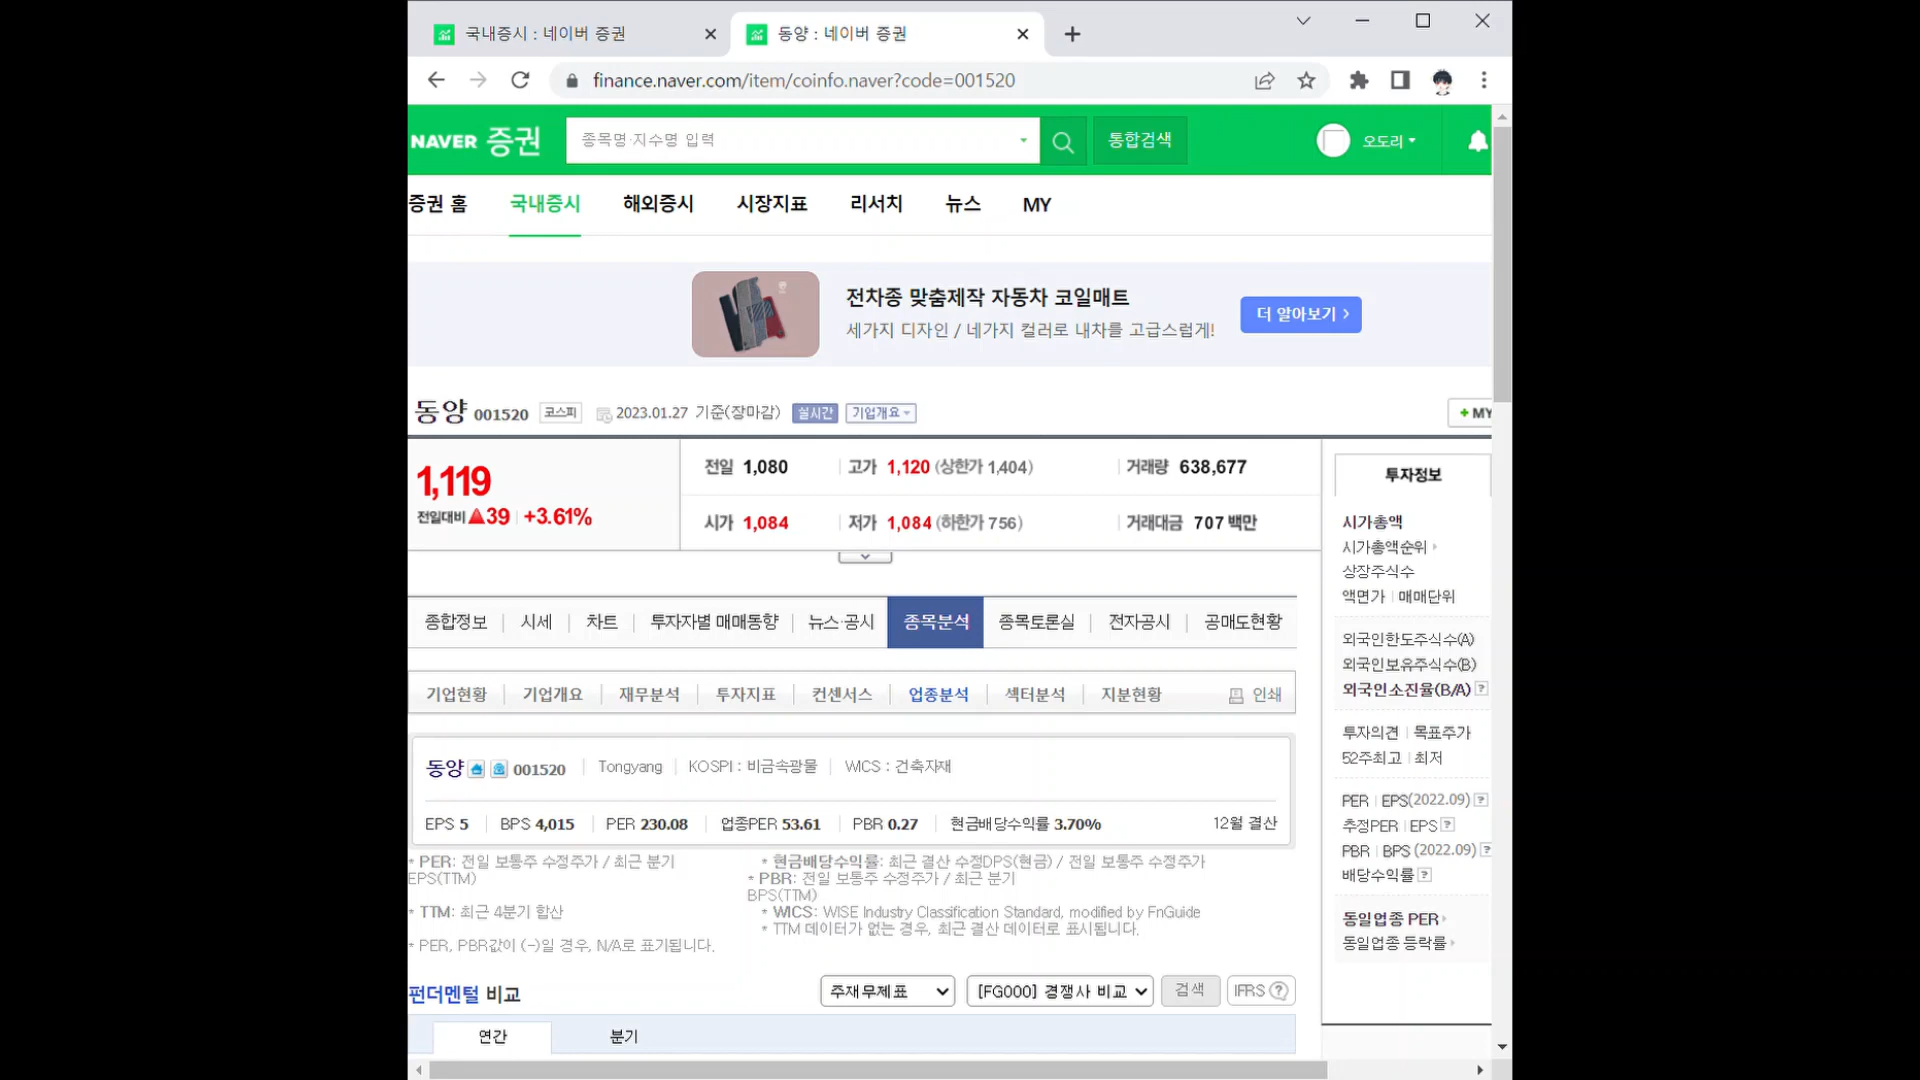 국내증시 : 네이버 증권
동양 : 네이버 증권
finance.naver.com/item/coinfo.naver?code=001520
NAVER 증권
종목명·지수명 입력
통합검색
오도리
증권 홈 국내증시 해외증시 시장지표 리서치 뉴스 MY
전차종 맞춤제작 자동차 코일매트
세가지 디자인 / 네가지 컬러로 내차를 고급스럽게!
더 알아보기 >
동양 001520 코스피 2023.01.27 기준(장마감) 실시간 기업개요
+ MY
1,119
전일대비 ▲39 +3.61%
전일 1,080 고가 1,120 (상한가 1,404) 거래량 638,677
시가 1,084 저가 1,084 (하한가 756) 거래대금 707 백만
종합정보 시세 차트 투자자별 매매동향 뉴스·공시 종목분석 종목토론실 전자공시 공매도현황
기업현황 기업개요 재무분석 투자지표 컨센서스 업종분석 섹터분석 지분현황 인쇄
동양 001520 Tongyang KOSPI : 비금속광물 WICS : 건축자재
EPS 5 BPS 4,015 PER 230.08 업종PER 53.61 PBR 0.27 현금배당수익률 3.70% 12월 결산
* PER: 전일 보통주 수정주가 / 최근 분기
EPS(TTM)
* TTM: 최근 4분기 합산
* PER, PBR값이 (-)일 경우, N/A로 표기됩니다.
* 현금배당수익률: 최근 결산 수정DPS(현금) / 전일 보통주 수정주가
* PBR: 전일 보통주 수정주가 / 최근 분기
BPS(TTM)
* WICS: WISE Industry Classification Standard, modified by FnGuide
* TTM 데이터가 없는 경우, 최근 결산 데이터로 표시됩니다.
펀더멘털 비교
주재무제표 [FG000] 경쟁사 비교 검색 IFRS ?
연간 분기
투자정보
시가총액
시가총액순위
상장주식수
액면가 매매단위
외국인한도주식수(A)
외국인보유주식수(B)
외국인소진율(B/A) ?
투자의견 목표주가
52주최고 최저
PER EPS(2022.09) ?
추정PER EPS ?
PBR BPS (2022.09) ?
배당수익률 ?
동일업종 PER
동일업종 등락률